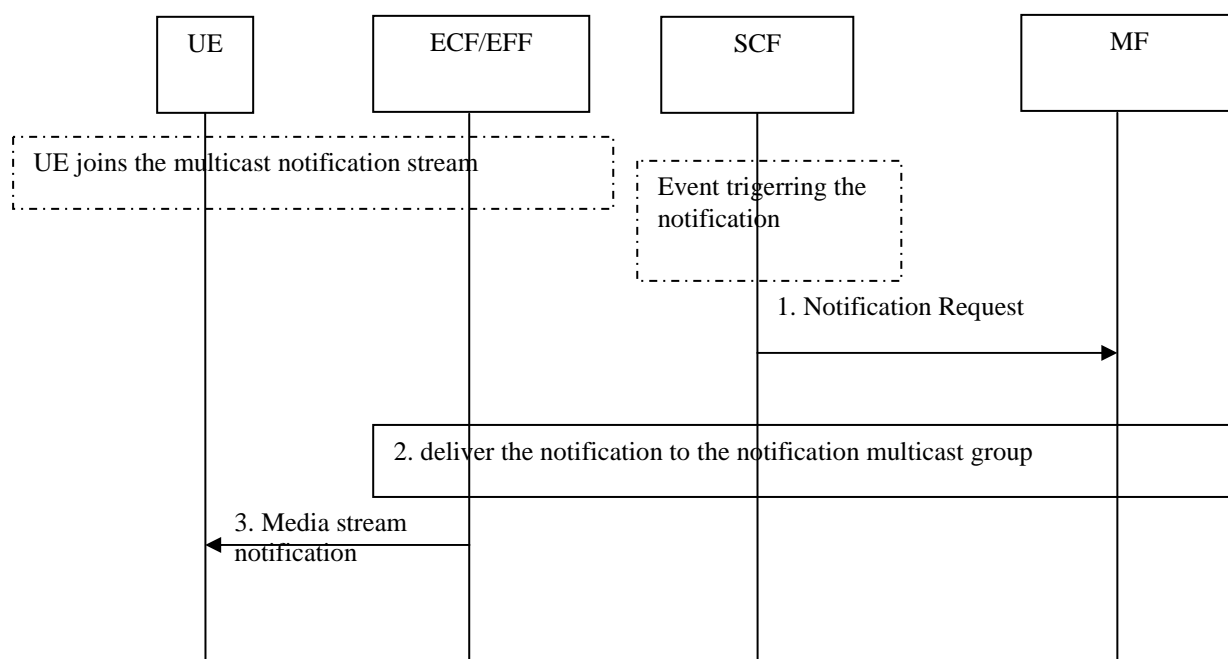 UE
ECF/EFF
SCF
MF
UE joins the multicast notification stream
Event trigerring the
notification
1. Notification Request
2. deliver the notification to the notification multicast group
3. Media stream
notification